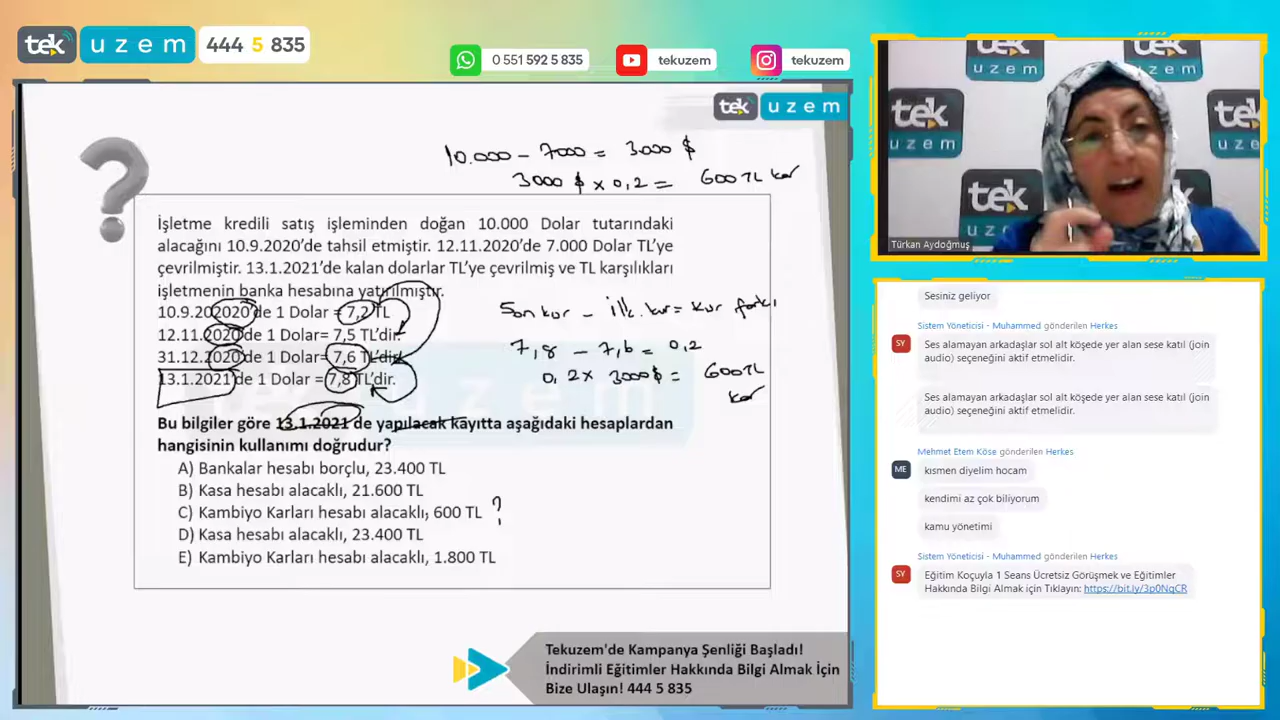 tek uzem 444 5 835
0 551 592 5 835
tekuzem
tekuzem
tek uzem
10.000 - 7000 = 3000 $
3000 $ x 0,2 = 600 TL kar
İşletme kredili satış işleminden doğan 10.000 Dolar tutarındaki
alacağını 10.9.2020'de tahsil etmiştir. 12.11.2020'de 7.000 Dolar TL'ye
çevrilmiştir. 13.1.2021'de kalan dolarlar TL'ye çevrilmiş ve TL karşılıkları
işletmenin banka hesabına yatırılmıştır.
10.9.2020'de 1 Dolar = 7,2 TL
12.11.2020'de 1 Dolar= 7,5 TL'dir.
31.12.2020'de 1 Dolar= 7,6 TL'dir.
13.1.2021'de 1 Dolar = 7,8 TL'dir.
Son kur - ilk kur = kur farkı
7,8 - 7,6 = 0,2
0,2 x 3000 $ = 600 TL
kar
Bu bilgiler göre 13.1.2021'de yapılacak kayıtta aşağıdaki hesaplardan
hangisinin kullanımı doğrudur?
A) Bankalar hesabı borçlu, 23.400 TL
B) Kasa hesabı alacaklı, 21.600 TL
C) Kambiyo Karları hesabı alacaklı, 600 TL ?
D) Kasa hesabı alacaklı, 23.400 TL
E) Kambiyo Karları hesabı alacaklı, 1.800 TL
Tekuzem'de Kampanya Şenliği Başladı!
İndirimli Eğitimler Hakkında Bilgi Almak İçin
Bize Ulaşın! 444 5 835
tek uzem
Türkan Aydoğmuş
Sesiniz geliyor
Sistem Yöneticisi - Muhammed gönderilen Herkes
SY
Ses alamayan arkadaşlar sol alt köşede yer alan sese katıl (join
audio) seçeneğini aktif etmelidir.
Ses alamayan arkadaşlar sol alt köşede yer alan sese katıl (join
audio) seçeneğini aktif etmelidir.
Mehmet Etem Köse gönderilen Herkes
ME
kısmen diyelim hocam
kendimi az çok biliyorum
kamu yönetimi
Sistem Yöneticisi - Muhammed gönderilen Herkes
SY
Eğitim Koçuyla 1 Seans Ücretsiz Görüşmek ve Eğitimler
Hakkında Bilgi Almak için Tıklayın: https://bit.ly/3p0NqCR